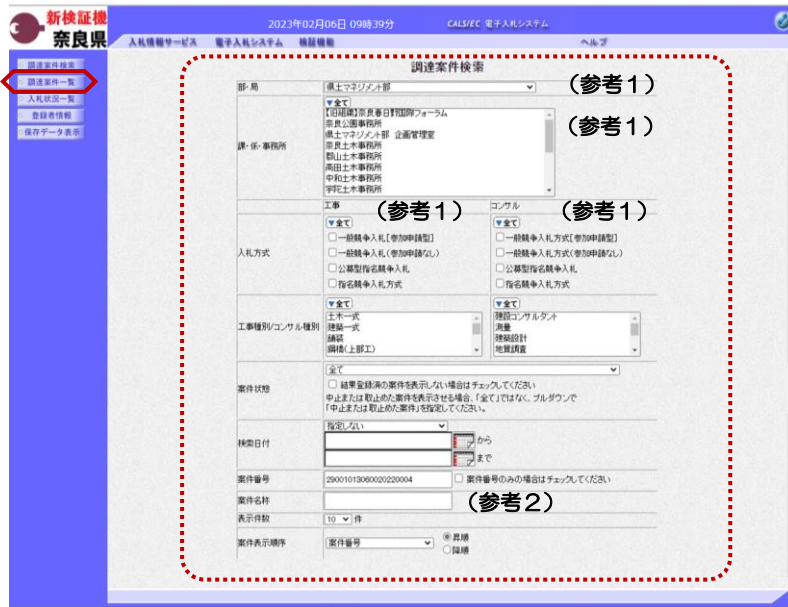 新検証機
奈良県
2023年02月06日 09時39分
CALS/EC 電子入札システム
入札情報サービス 電子入札システム 検証機能 ヘルプ
調達案件検索
調達案件一覧
入札状況一覧
登録者情報
保存データ表示
調達案件検索
部・局
県土マネジメント部
(参考1)
課・係・事務所
▼全て
【旧組織】奈良春日野国際フォーラム
奈良公園事務所
県土マネジメント部 企画管理室
奈良土木事務所
郡山土木事務所
高田土木事務所
中和土木事務所
宇陀土木事務所
(参考1)
工事 (参考1) コンサル (参考1)
入札方式
▼全て ▼全て
一般競争入札[参加申請型] 一般競争入札方式[参加申請型]
一般競争入札(参加申請なし) 一般競争入札方式(参加申請なし)
公募型指名競争入札 公募型指名競争入札
指名競争入札方式 指名競争入札方式
工事種別/コンサル種別
▼全て ▼全て
土木一式 建設コンサルタント
建築一式 測量
舗装 建築設計
鋼橋(上部工) 地質調査
案件状態
全て
結果登録済の案件を表示しない場合はチェックしてください
中止または取止めた案件を表示させる場合、「全て」ではなく、プルダウンで
「中止または取止めた案件」を指定してください。
検索日付
指定しない
から
まで
案件番号 29001013060020220004 案件番号のみの場合はチェックしてください
案件名称 (参考2)
表示件数 10 件
案件表示順序 案件番号
昇順
降順